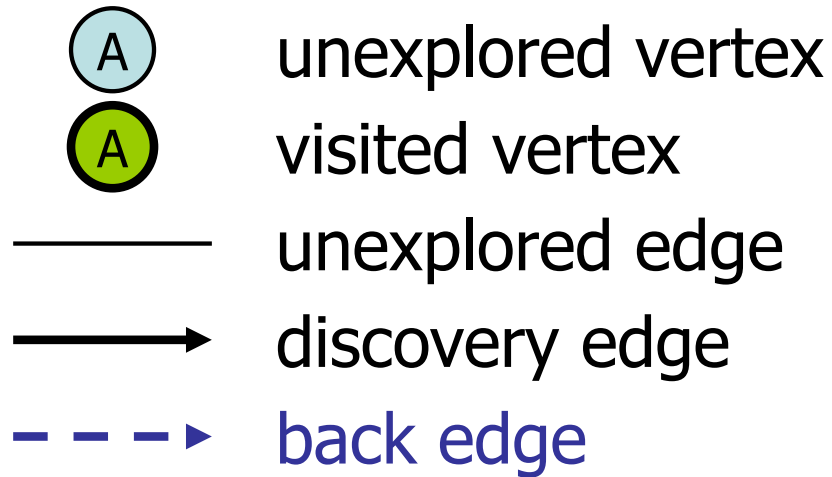 A unexplored vertex
A visited vertex
unexplored edge
discovery edge
back edge